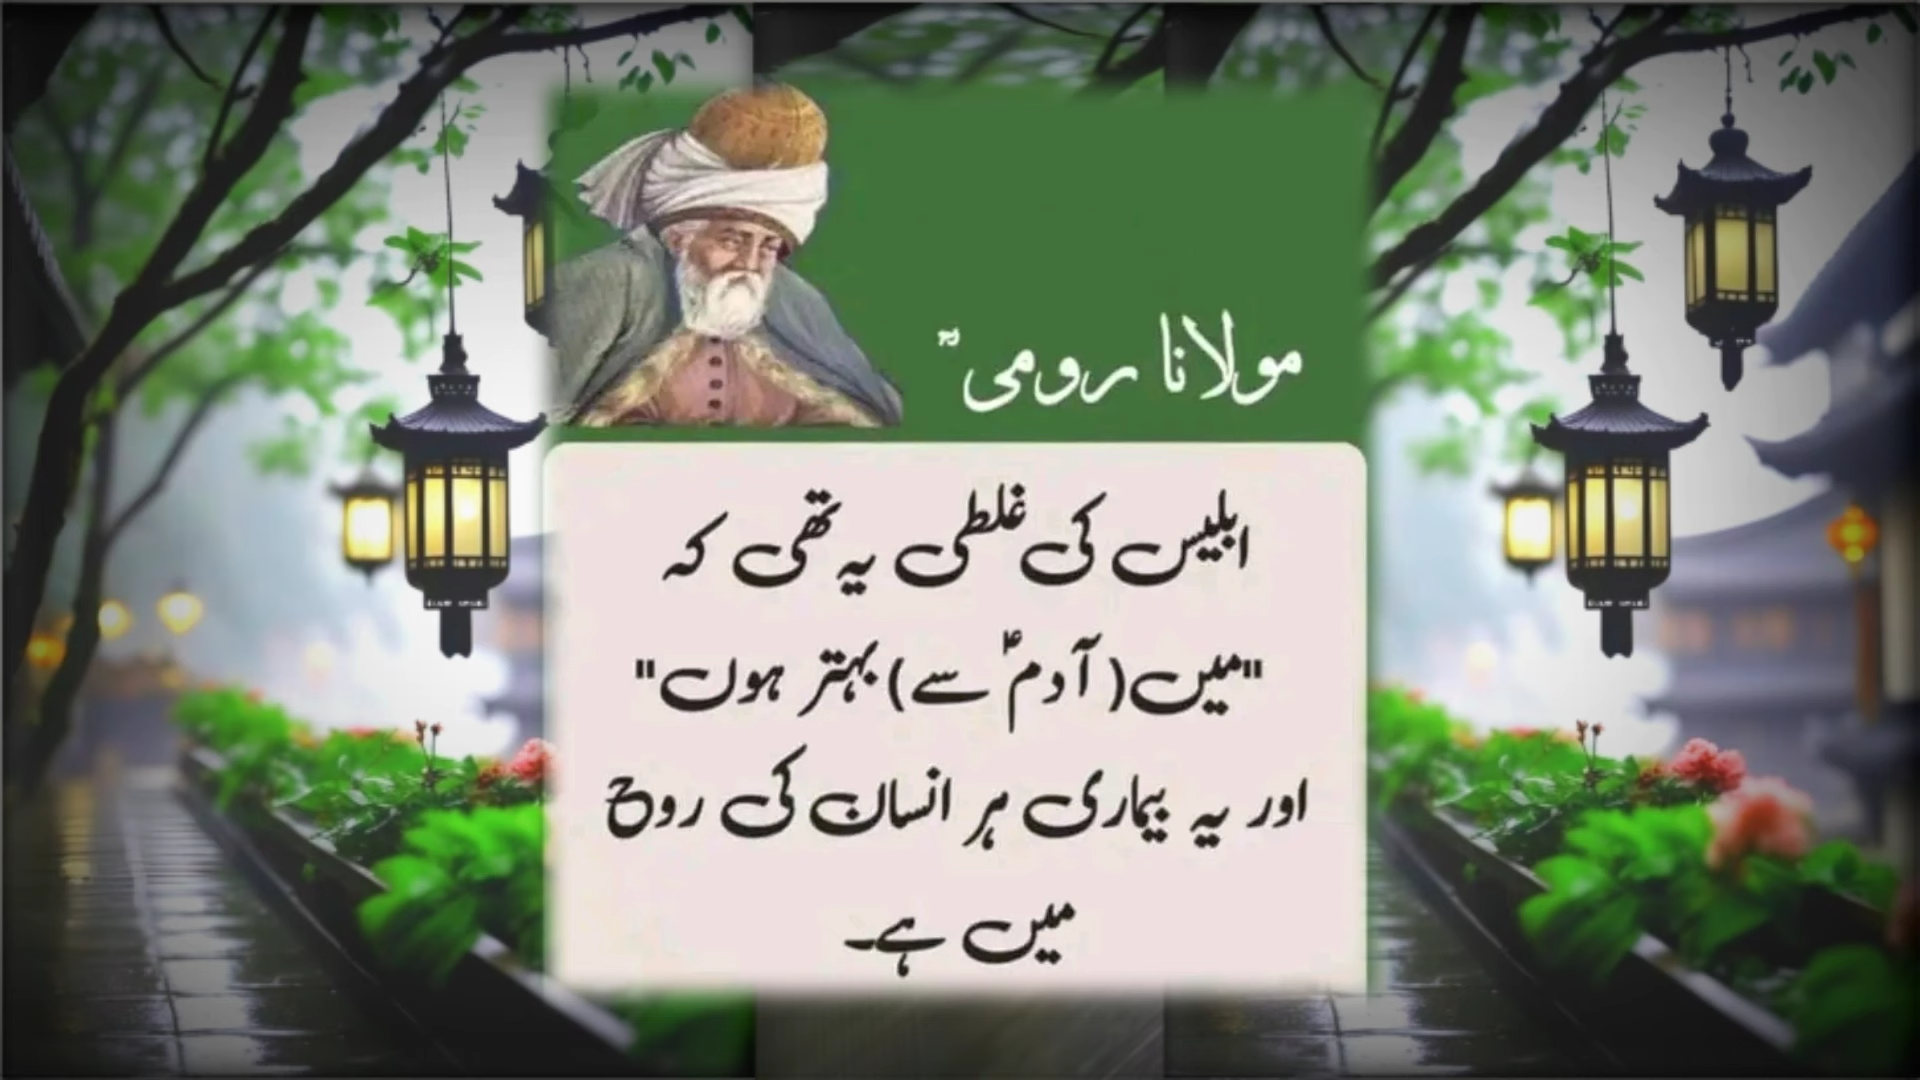 مولانا رومیؒ
ابلیس کی غلطی یہ تھی کہ
"میں( آدمؑ سے) بہتر ہوں"
اور یہ بیماری ہر انسان کی روح
میں ہے۔